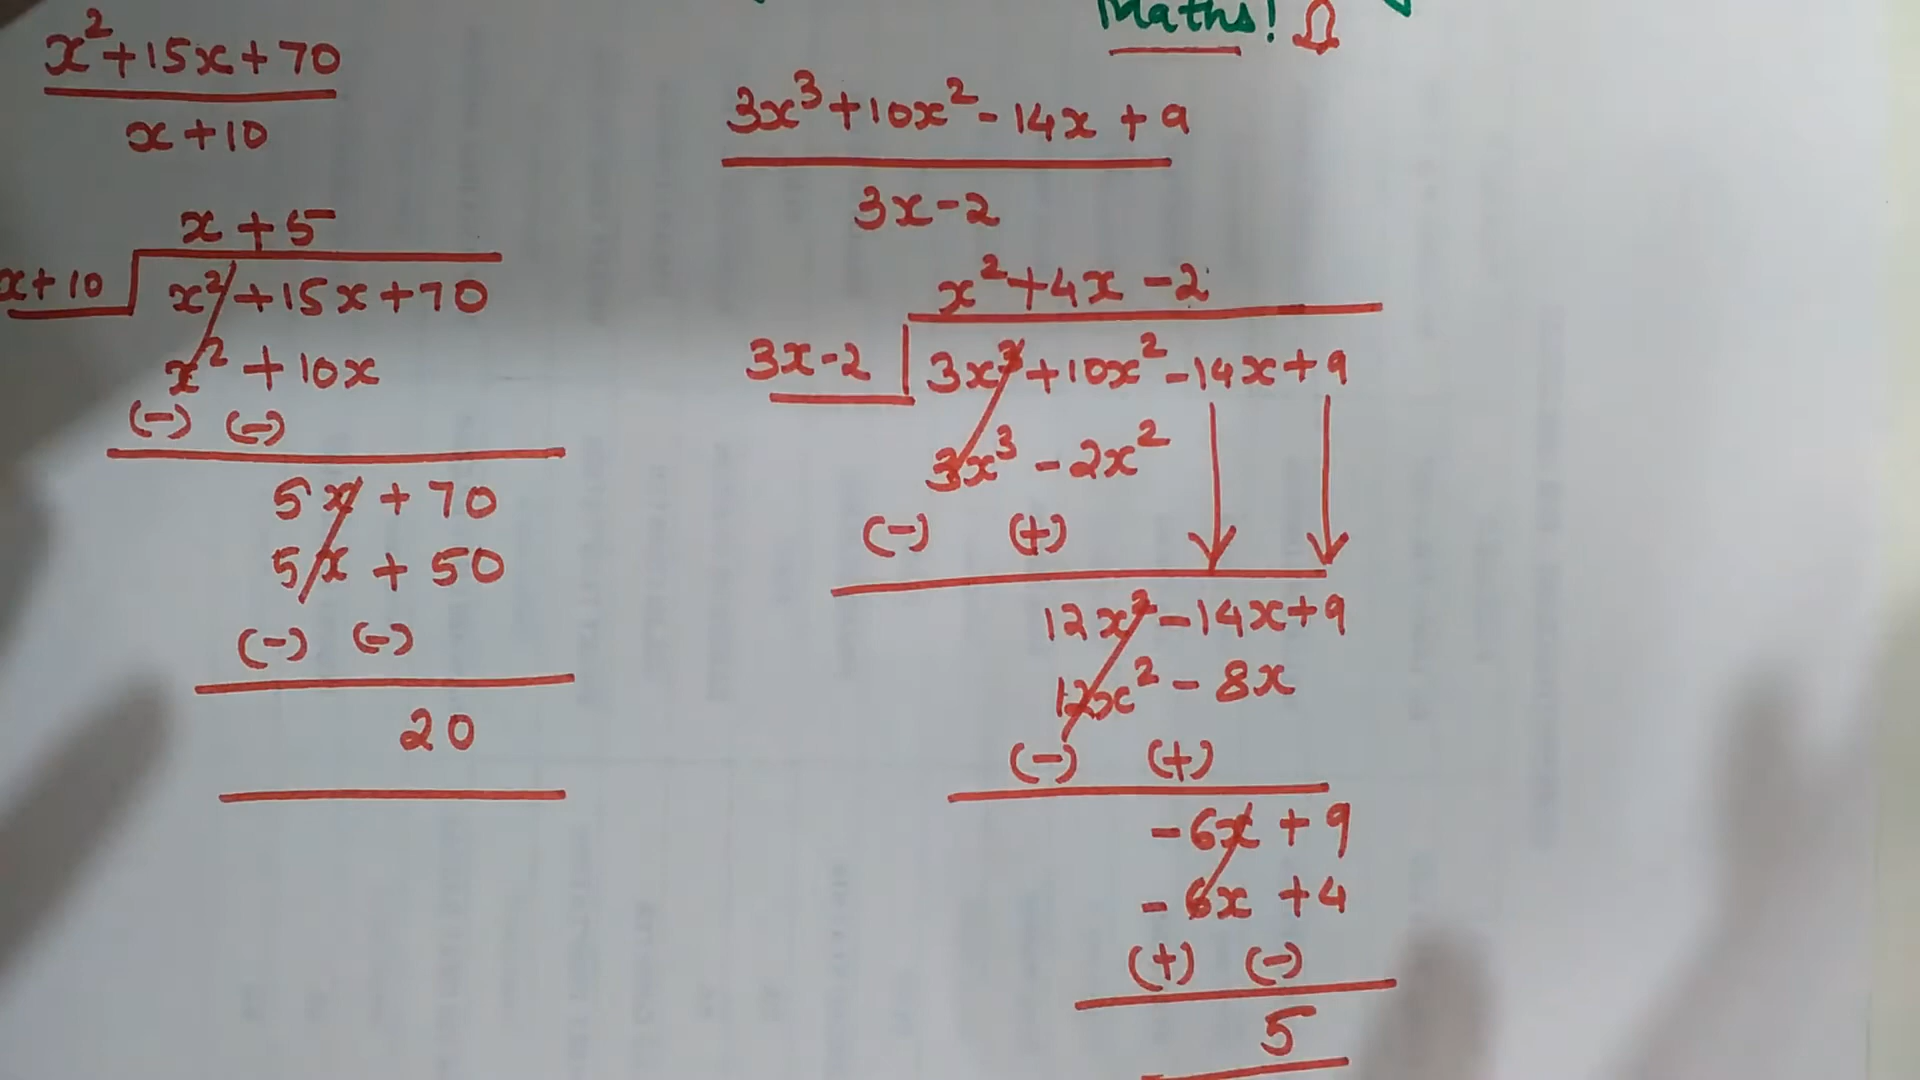 Maths!
x²+15x+70
x+10
x+5
x+10 x²+15x+70
x²+10x
(-) (-)
5x+70
5x+50
(-) (-)
20
3x³+10x²-14x+9
3x-2
x²+4x-2
3x-2 3x³+10x²-14x+9
3x³-2x²
(-) (+)
12x²-14x+9
12x²-8x
(-) (+)
-6x+9
-6x+4
(+) (-)
5